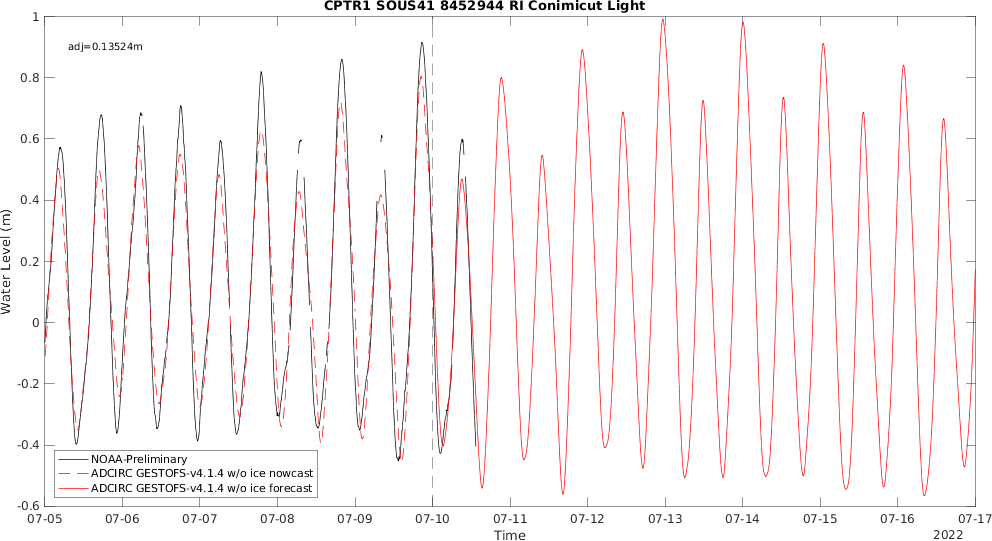 CPTR1 SOUS41 8452944 RI Conimicut Light
adj=0.13524m
1
0.8
0.6
0.4
0.2
0
-0.2
-0.4
-0.6
Water Level (m)
NOAA-Preliminary
ADCIRC GESTOFS-v4.1.4 w/o ice nowcast
ADCIRC GESTOFS-v4.1.4 w/o ice forecast
07-05 07-06 07-07 07-08 07-09 07-10 07-11 07-12 07-13 07-14 07-15 07-16 07-17
Time
2022